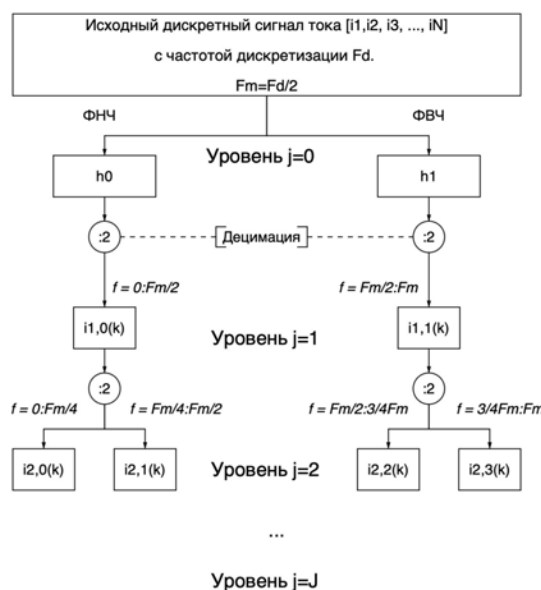 Исходный дискретный сигнал тока [i1,i2, i3, ..., iN]
с частотой дискретизации Fd.
Fm=Fd/2
ФНЧ
ФВЧ
Уровень j=0
h0
h1
:2
Децимация
:2
f = 0:Fm/2
f = Fm/2:Fm
i1,0(k)
i1,1(k)
Уровень j=1
:2
:2
f = 0:Fm/4
f = Fm/4:Fm/2
f = Fm/2:3/4Fm
f = 3/4Fm:Fm
i2,0(k)
i2,1(k)
Уровень j=2
i2,2(k)
i2,3(k)
...
Уровень j=J